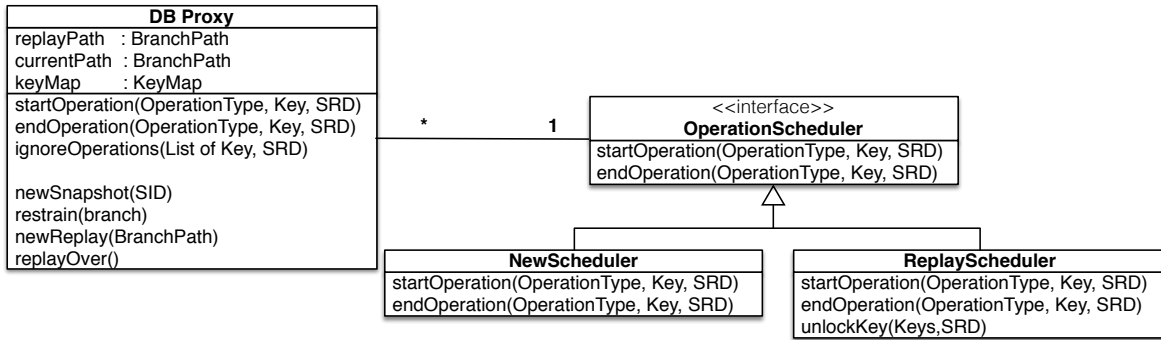 DB Proxy
replayPath : BranchPath
currentPath : BranchPath
keyMap : KeyMap
startOperation(OperationType, Key, SRD)
endOperation(OperationType, Key, SRD)
ignoreOperations(List of Key, SRD)
newSnapshot(SID)
restrain(branch)
newReplay(BranchPath)
replayOver()
* 1
<<interface>>
OperationScheduler
startOperation(OperationType, Key, SRD)
endOperation(OperationType, Key, SRD)
NewScheduler
startOperation(OperationType, Key, SRD)
endOperation(OperationType, Key, SRD)
ReplayScheduler
startOperation(OperationType, Key, SRD)
endOperation(OperationType, Key, SRD)
unlockKey(Keys,SRD)